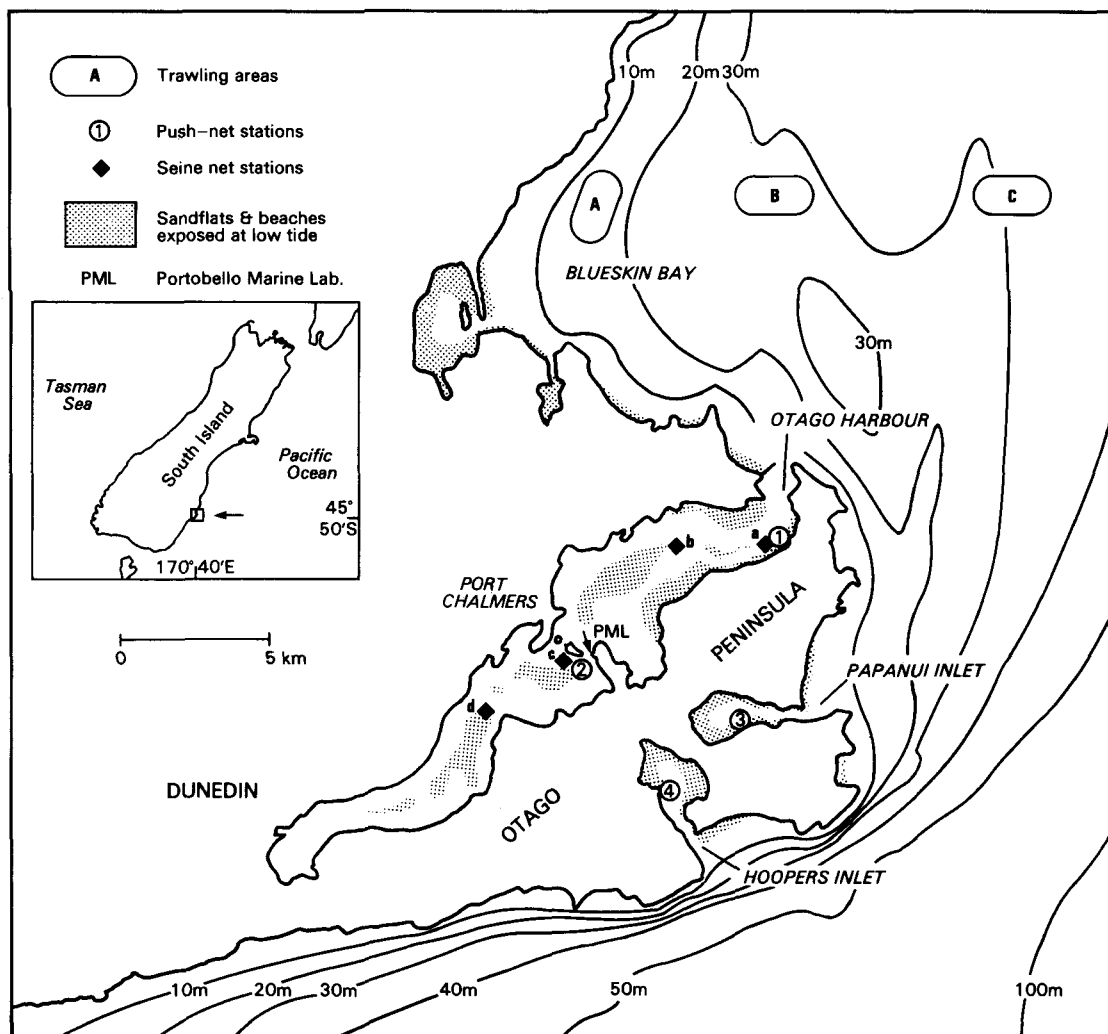 A
Trawling areas
1
Push-net stations
Seine net stations
Sandflats & beaches
exposed at low tide
PML
Portobello Marine Lab.
10m
20m
30m
A
B
C
BLUESKIN BAY
30m
OTAGO HARBOUR
Tasman
Sea
South Island
Pacific
Ocean
45°
50'S
170° 40'E
0
5 km
b
a
1
PORT
CHALMERS
PML
e
c
2
d
PENINSULA
PAPANUI INLET
3
4
DUNEDIN
OTAGO
HOOPERS INLET
10m
20m
30m
40m
50m
100m